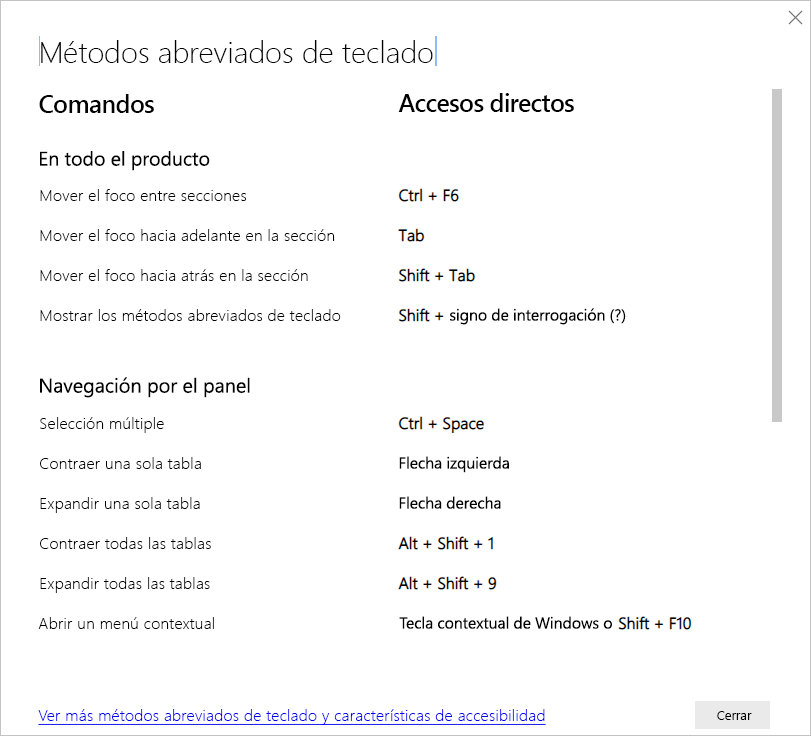 Métodos abreviados de teclado
Comandos Accesos directos
En todo el producto
Mover el foco entre secciones Ctrl + F6
Mover el foco hacia adelante en la sección Tab
Mover el foco hacia atrás en la sección Shift + Tab
Mostrar los métodos abreviados de teclado Shift + signo de interrogación (?)
Navegación por el panel
Selección múltiple Ctrl + Space
Contraer una sola tabla Flecha izquierda
Expandir una sola tabla Flecha derecha
Contraer todas las tablas Alt + Shift + 1
Expandir todas las tablas Alt + Shift + 9
Abrir un menú contextual Tecla contextual de Windows o Shift + F10
Ver más métodos abreviados de teclado y características de accesibilidad Cerrar